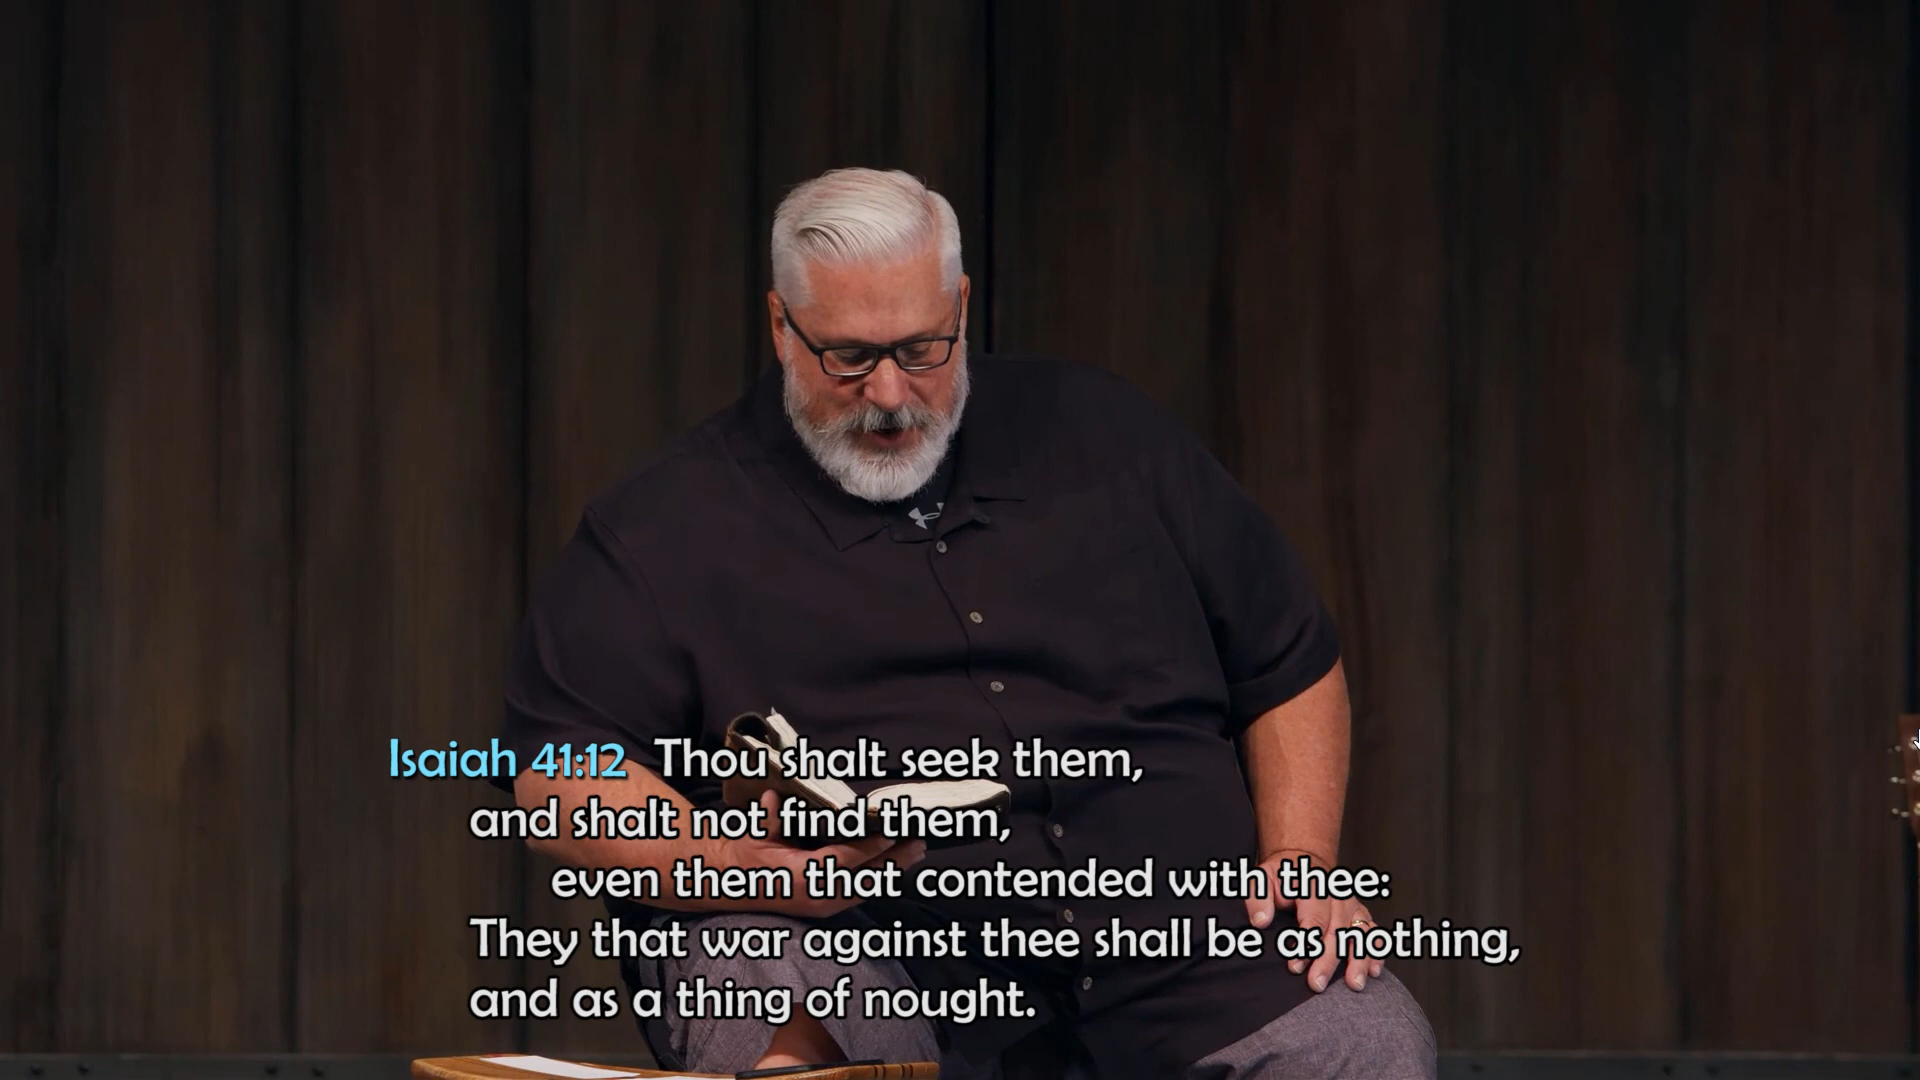 Isaiah 41:12 Thou shalt seek them,
and shalt not find them,
even them that contended with thee:
They that war against thee shall be as nothing,
and as a thing of nought.